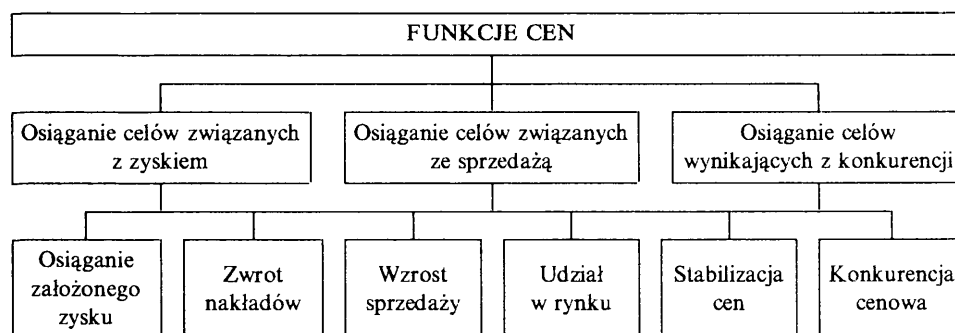 FUNKCJE CEN
Osiąganie celów związanych
z zyskiem
Osiąganie celów związanych
ze sprzedażą
Osiąganie celów
wynikających z konkurencji
Osiąganie
założonego
zysku
Zwrot
nakładów
Wzrost
sprzedaży
Udział
w rynku
Stabilizacja
cen
Konkurencja
cenowa